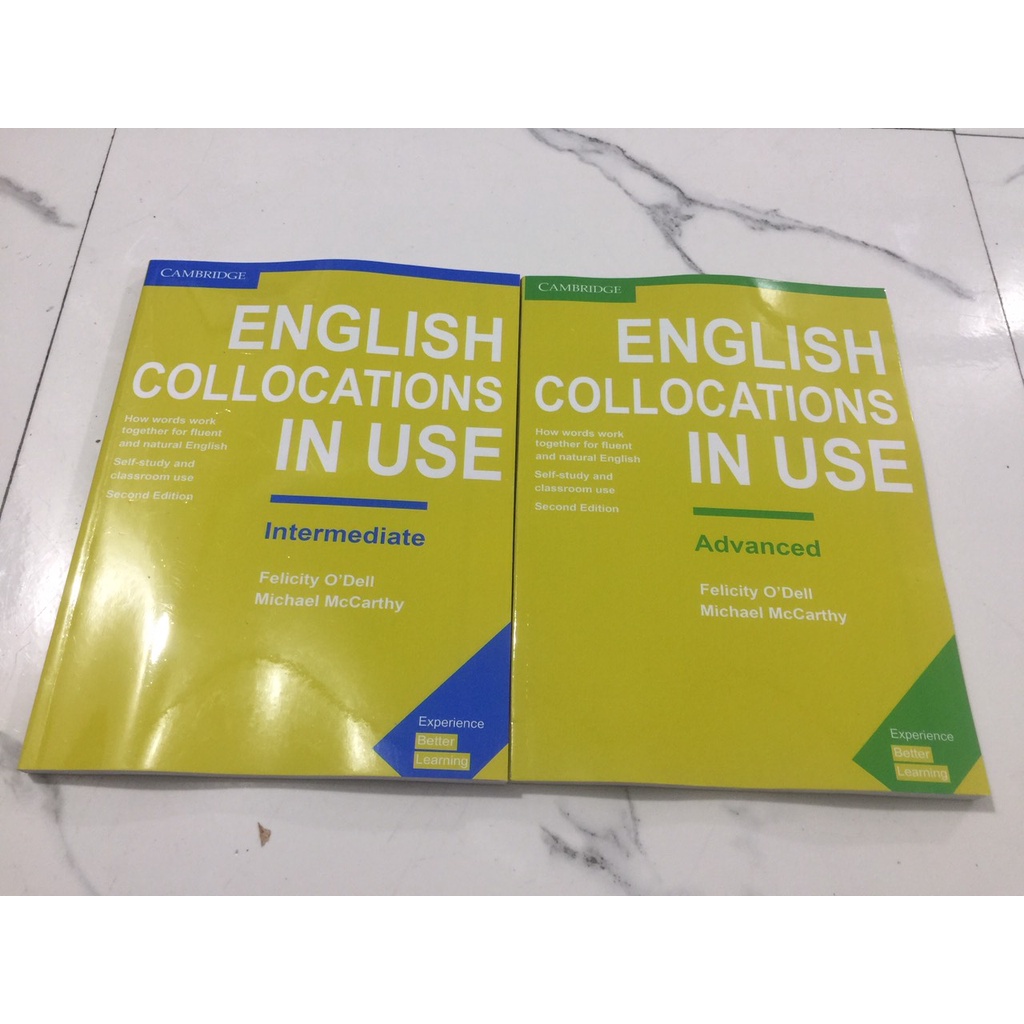 CAMBRIDGE
ENGLISH
COLLOCATIONS
IN USE
How words work
together for fluent
and natural English
Self-study and
classroom use
Second Edition
Intermediate
Felicity O'Dell
Michael McCarthy
Experience
Better
Learning
CAMBRIDGE
ENGLISH
COLLOCATIONS
IN USE
How words work
together for fluent
and natural English
Self-study and
classroom use
Second Edition
Advanced
Felicity O'Dell
Michael McCarthy
Experience
Better
Learning